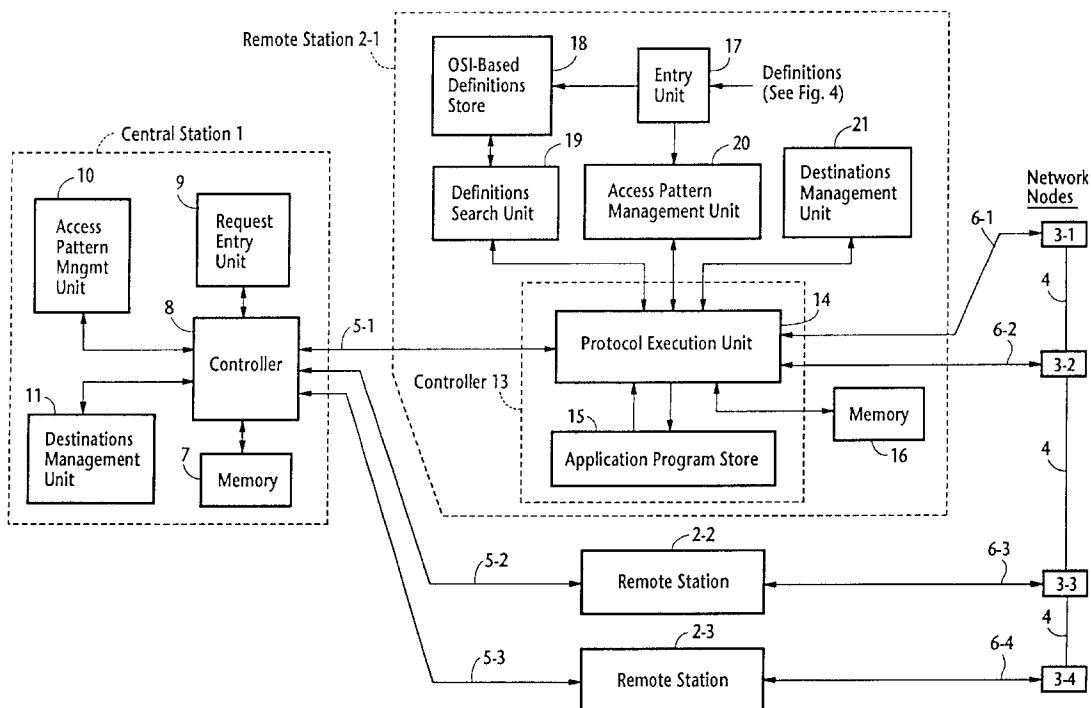 Remote Station 2-1
18
OSI-Based
Definitions
Store
17
Entry
Unit
Definitions
(See Fig. 4)
19
Definitions
Search Unit
20
Access Pattern
Management Unit
21
Destinations
Management
Unit
Central Station 1
10
Access
Pattern
Mngmt
Unit
9
Request
Entry
Unit
8
Controller
11
Destinations
Management
Unit
7
Memory
5-1
14
Protocol Execution Unit
Controller 13
15
Application Program Store
Memory
16
Network
Nodes
6-1
3-1
4
6-2
3-2
4
5-2
2-2
Remote Station
6-3
3-3
4
5-3
2-3
Remote Station
6-4
3-4